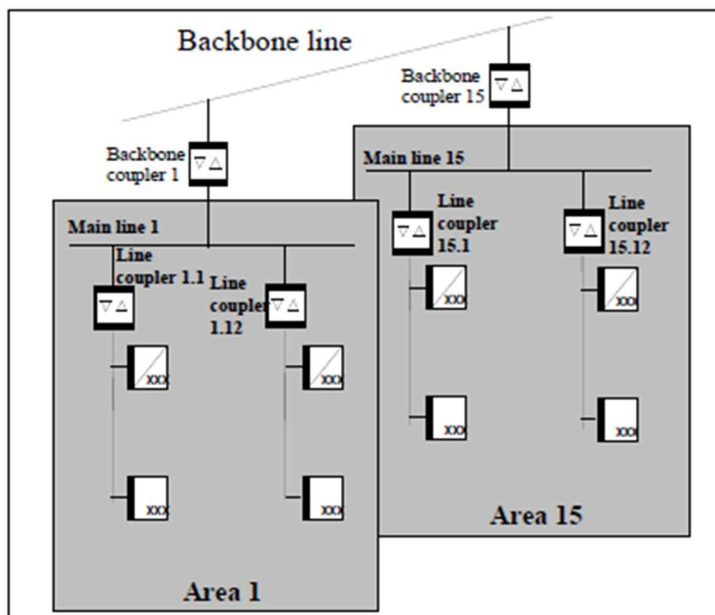 Backbone line
Backbone
coupler 15
Backbone
coupler 1
Main line 15
Line
coupler
15.1
Line
coupler
15.12
xxx
xxx
xxx
xxx
Area 15
Main line 1
Line
coupler 1.1
Line
coupler
1.12
xxx
xxx
xxx
xxx
Area 1